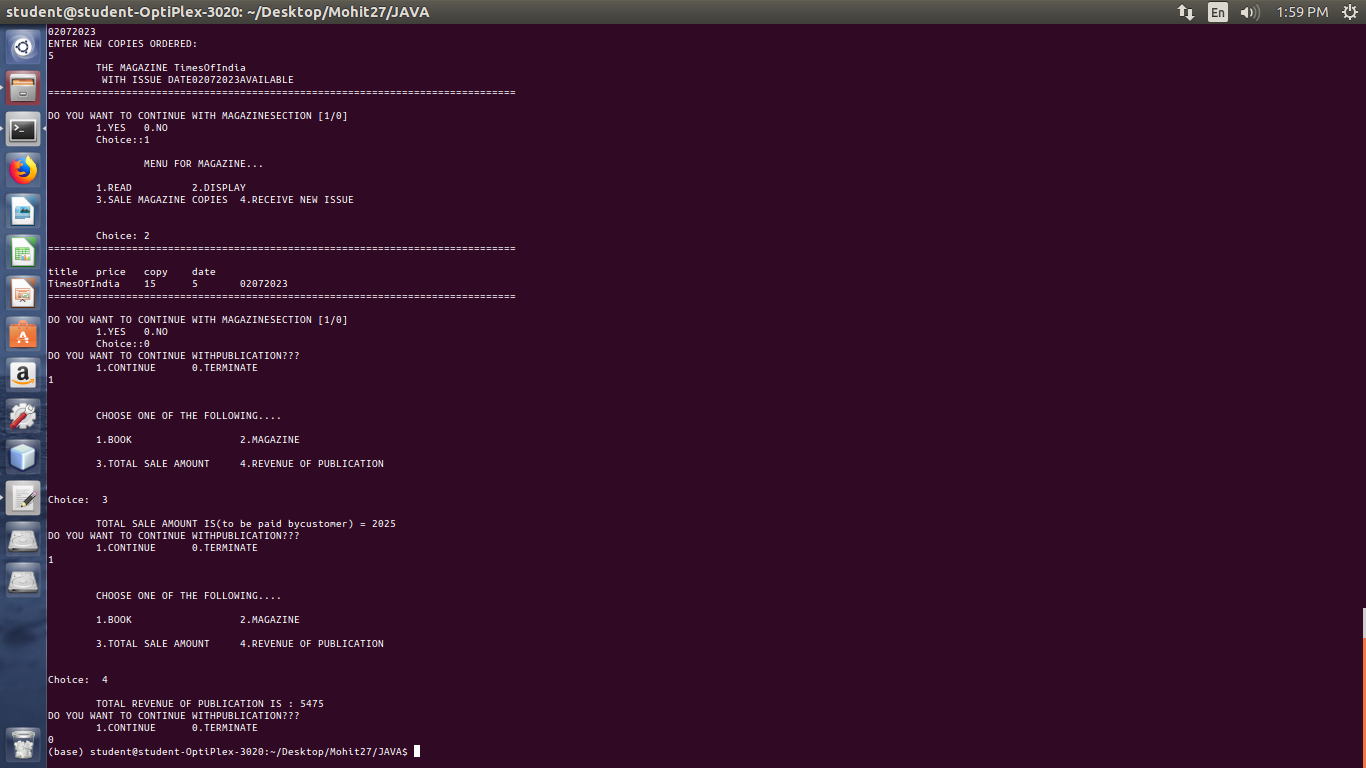 student@student-OptiPlex-3020: ~/Desktop/Mohit27/JAVA
En
1:59 PM
02072023
ENTER NEW COPIES ORDERED:
5
THE MAGAZINE TimesOfIndia
WITH ISSUE DATE02072023AVAILABLE
==============================================================================
DO YOU WANT TO CONTINUE WITH MAGAZINESECTION [1/0]
1.YES 0.NO
Choice::1
MENU FOR MAGAZINE...
1.READ 2.DISPLAY
3.SALE MAGAZINE COPIES 4.RECEIVE NEW ISSUE
Choice: 2
==============================================================================
title price copy date
TimesOfIndia 15 5 02072023
==============================================================================
DO YOU WANT TO CONTINUE WITH MAGAZINESECTION [1/0]
1.YES 0.NO
Choice::0
DO YOU WANT TO CONTINUE WITHPUBLICATION???
1.CONTINUE 0.TERMINATE
1
CHOOSE ONE OF THE FOLLOWING....
1.BOOK 2.MAGAZINE
3.TOTAL SALE AMOUNT 4.REVENUE OF PUBLICATION
Choice: 3
TOTAL SALE AMOUNT IS(to be paid bycustomer) = 2025
DO YOU WANT TO CONTINUE WITHPUBLICATION???
1.CONTINUE 0.TERMINATE
1
CHOOSE ONE OF THE FOLLOWING....
1.BOOK 2.MAGAZINE
3.TOTAL SALE AMOUNT 4.REVENUE OF PUBLICATION
Choice: 4
TOTAL REVENUE OF PUBLICATION IS : 5475
DO YOU WANT TO CONTINUE WITHPUBLICATION???
1.CONTINUE 0.TERMINATE
0
(base) student@student-OptiPlex-3020:~/Desktop/Mohit27/JAVA$